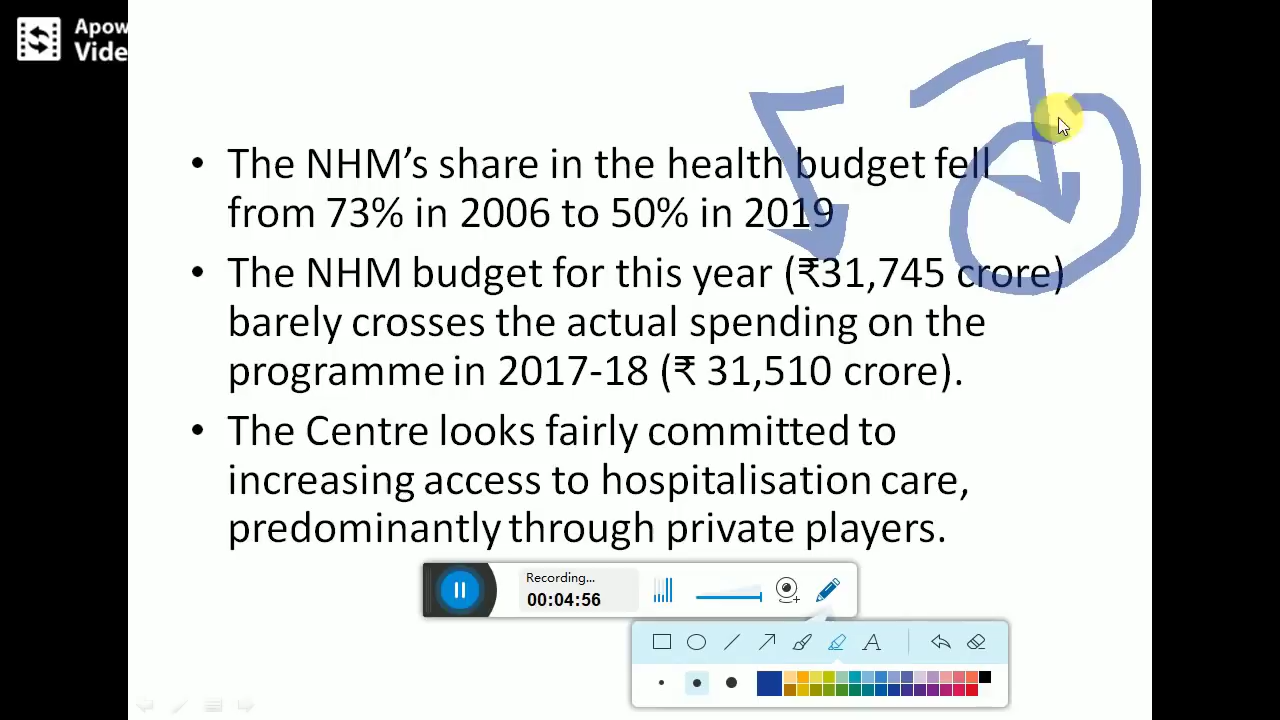 Apow
Vide
• The NHM’s share in the health budget fell
from 73% in 2006 to 50% in 2019
• The NHM budget for this year (₹31,745 crore)
barely crosses the actual spending on the
programme in 2017-18 (₹ 31,510 crore).
• The Centre looks fairly committed to
increasing access to hospitalisation care,
predominantly through private players.
Recording...
00:04:56
A